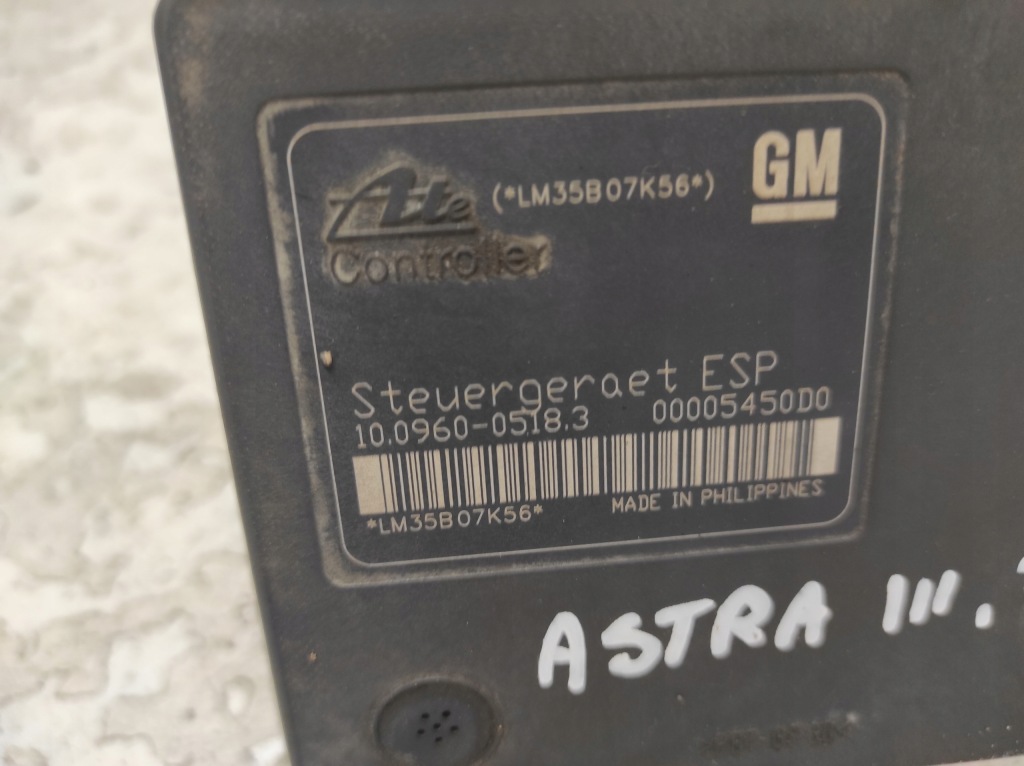 Ate (*LM35B07K56*) GM
Controller
Steuergeraet ESP
10.0960-0518.3 00005450D0
*LM35B07K56* MADE IN PHILIPPINES
ASTRA III.